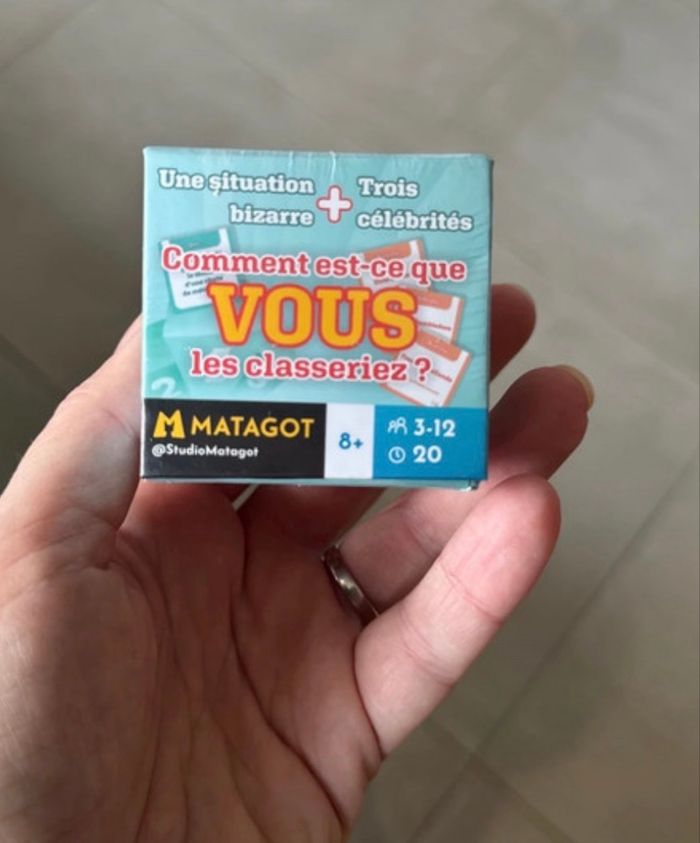 Une situation
bizarre
+
Trois
célébrités
Comment est-ce que
VOUS
les classeriez ?
M MATAGOT
@StudioMatagot
8+
3-12
20